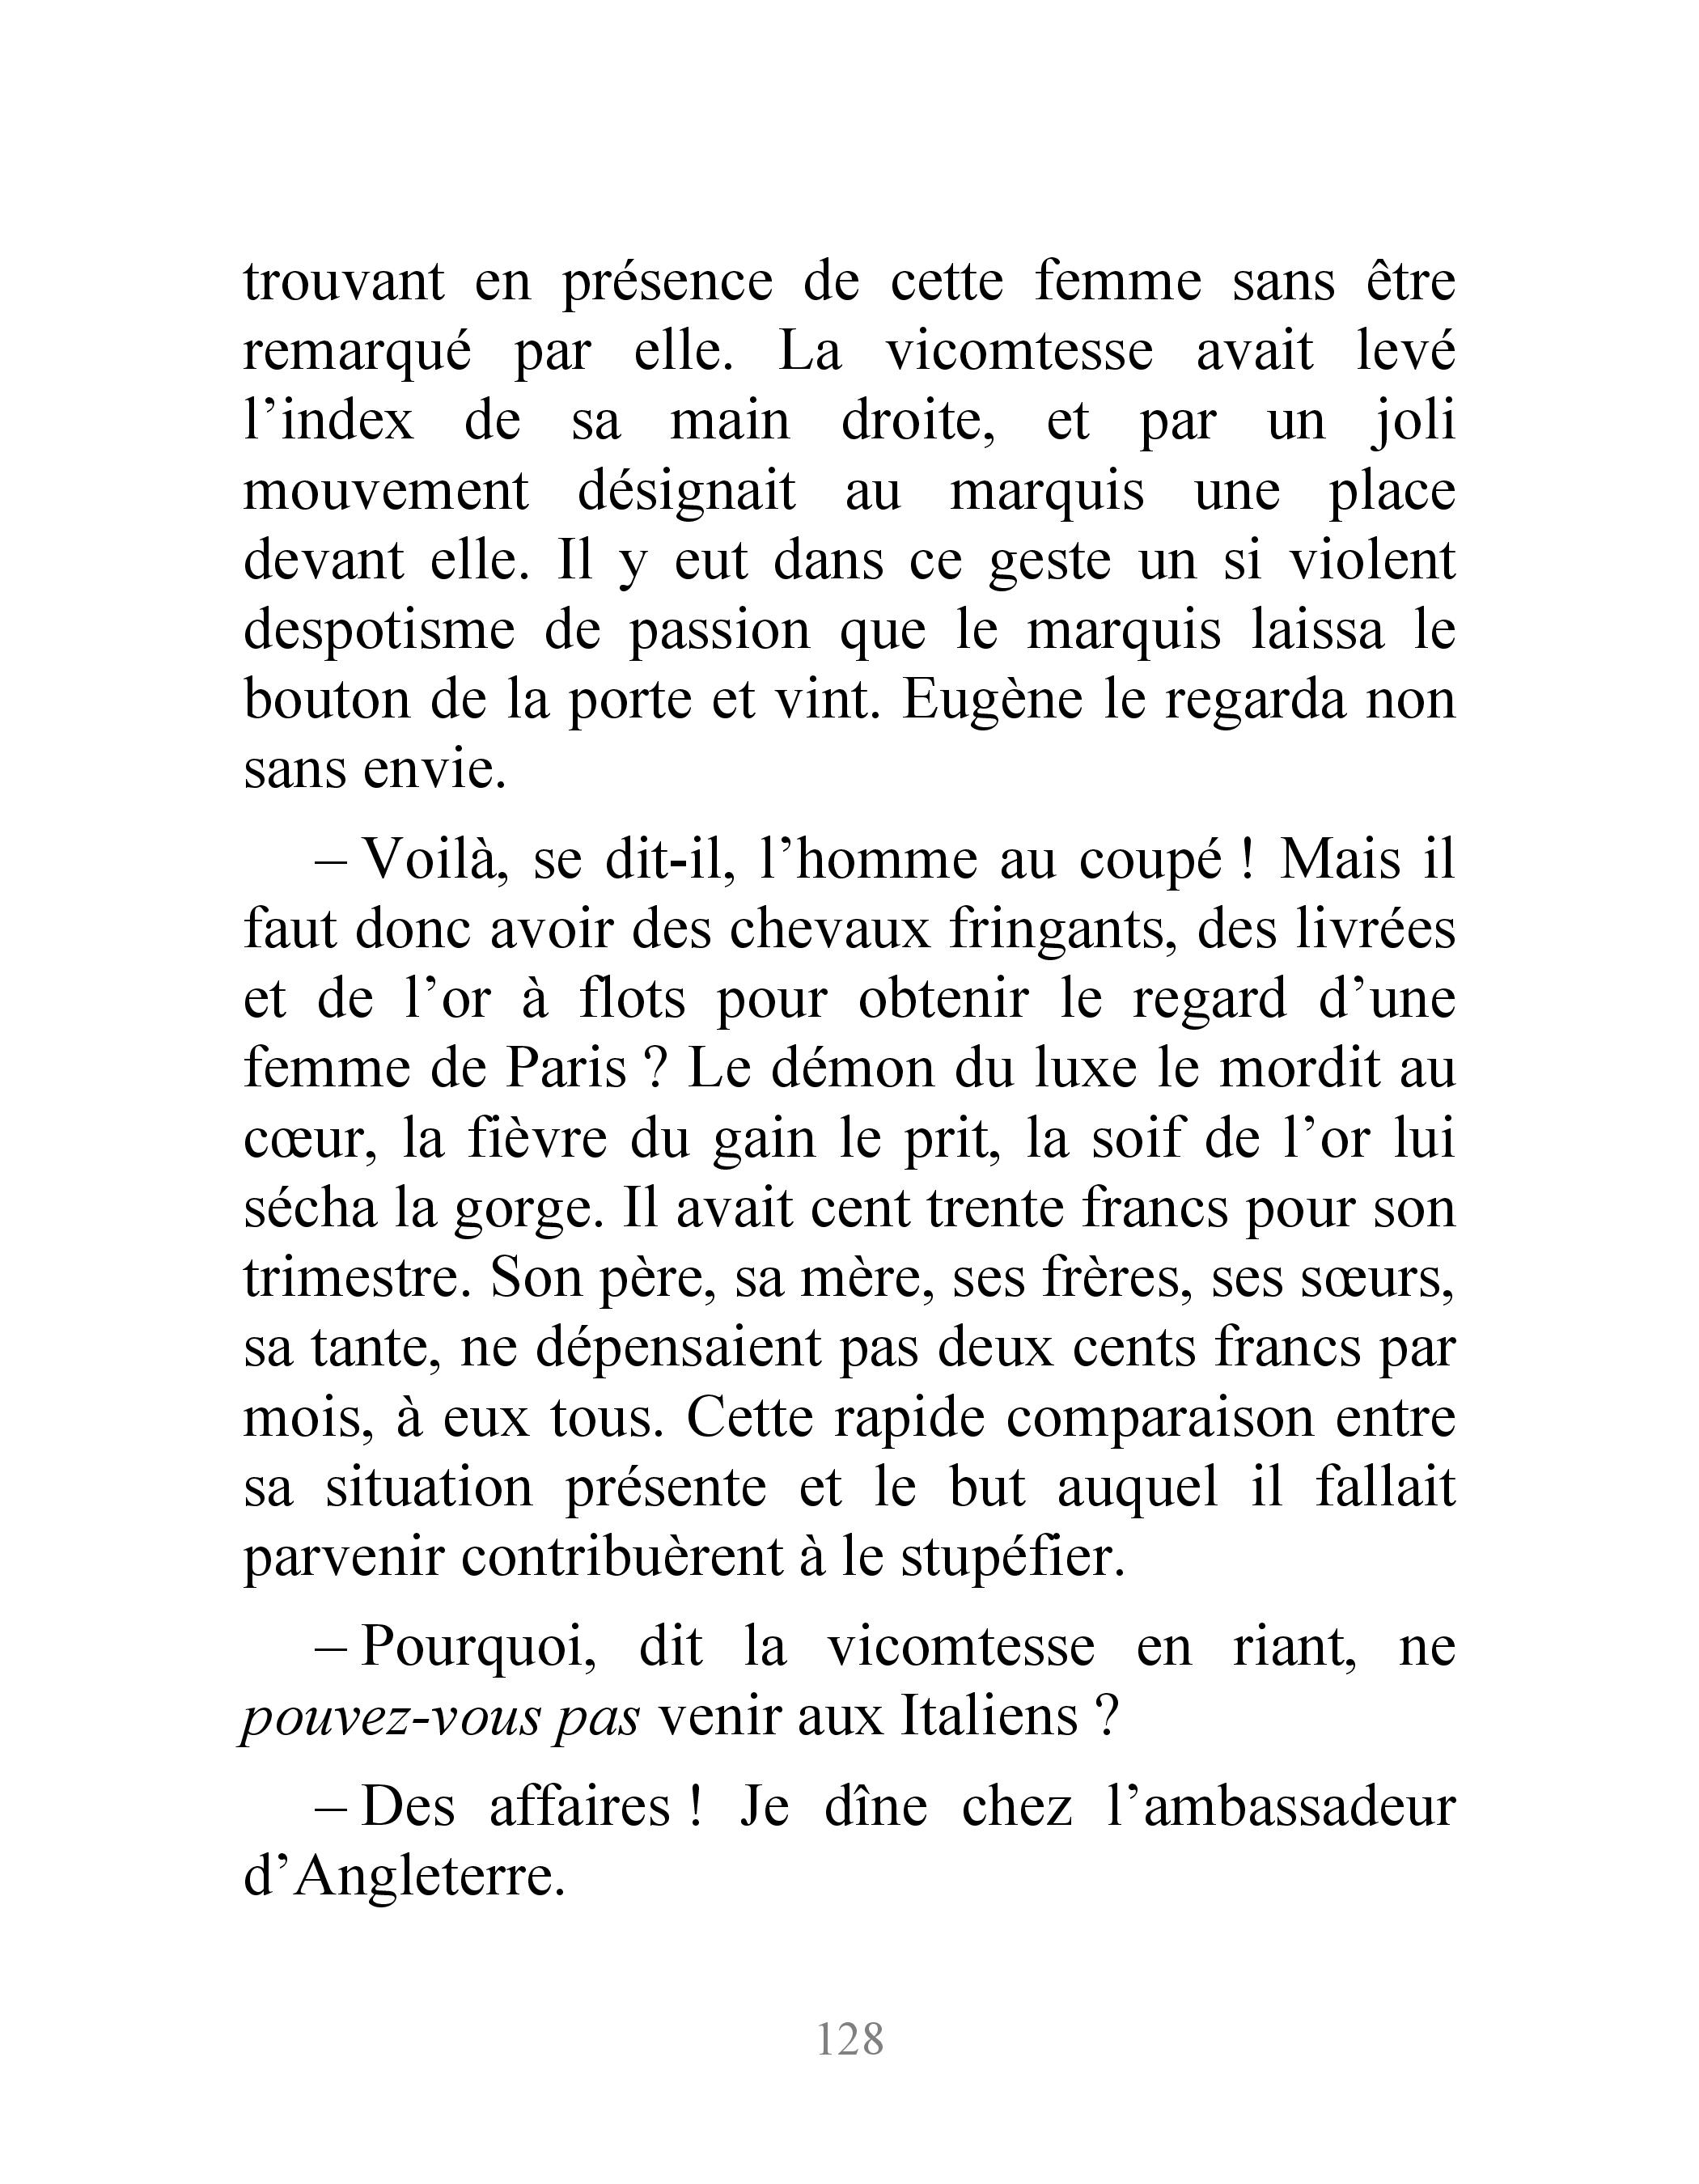 trouvant en présence de cette femme sans être
remarqué par elle. La vicomtesse avait levé
l’index de sa main droite, et par un joli
mouvement désignait au marquis une place
devant elle. Il y eut dans ce geste un si violent
despotisme de passion que le marquis laissa le
bouton de la porte et vint. Eugène le regarda non
sans envie.
– Voilà, se dit-il, l’homme au coupé ! Mais il
faut donc avoir des chevaux fringants, des livrées
et de l’or à flots pour obtenir le regard d’une
femme de Paris ? Le démon du luxe le mordit au
cœur, la fièvre du gain le prit, la soif de l’or lui
sécha la gorge. Il avait cent trente francs pour son
trimestre. Son père, sa mère, ses frères, ses sœurs,
sa tante, ne dépensaient pas deux cents francs par
mois, à eux tous. Cette rapide comparaison entre
sa situation présente et le but auquel il fallait
parvenir contribuèrent à le stupéfier.
– Pourquoi, dit la vicomtesse en riant, ne
pouvez-vous pas venir aux Italiens ?
– Des affaires ! Je dîne chez l’ambassadeur
d’Angleterre.
128